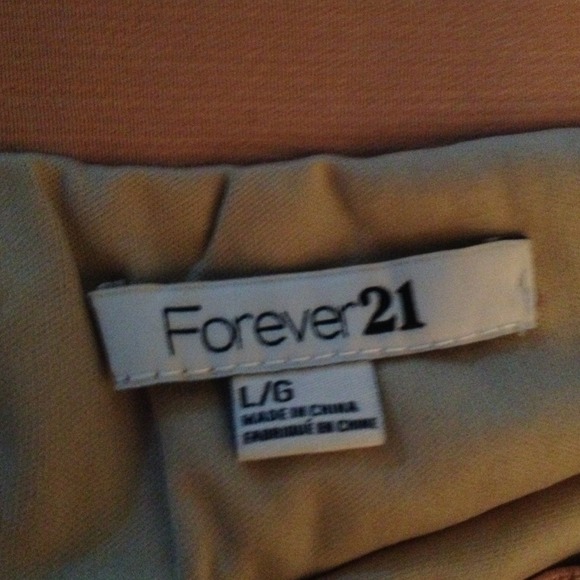 Forever21
L/G
MADE IN CHINA
FABRIQUÉ EN CHINE